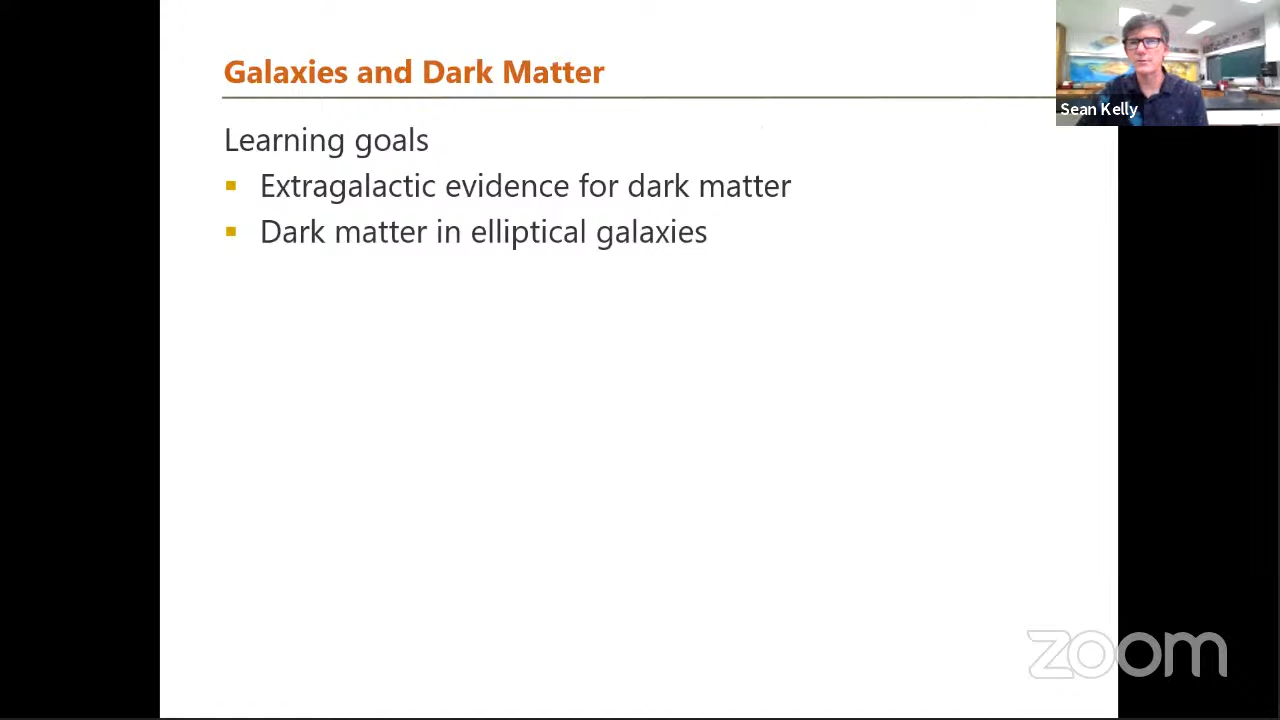 Galaxies and Dark Matter
Sean Kelly
Learning goals
▪ Extragalactic evidence for dark matter
▪ Dark matter in elliptical galaxies
zoom